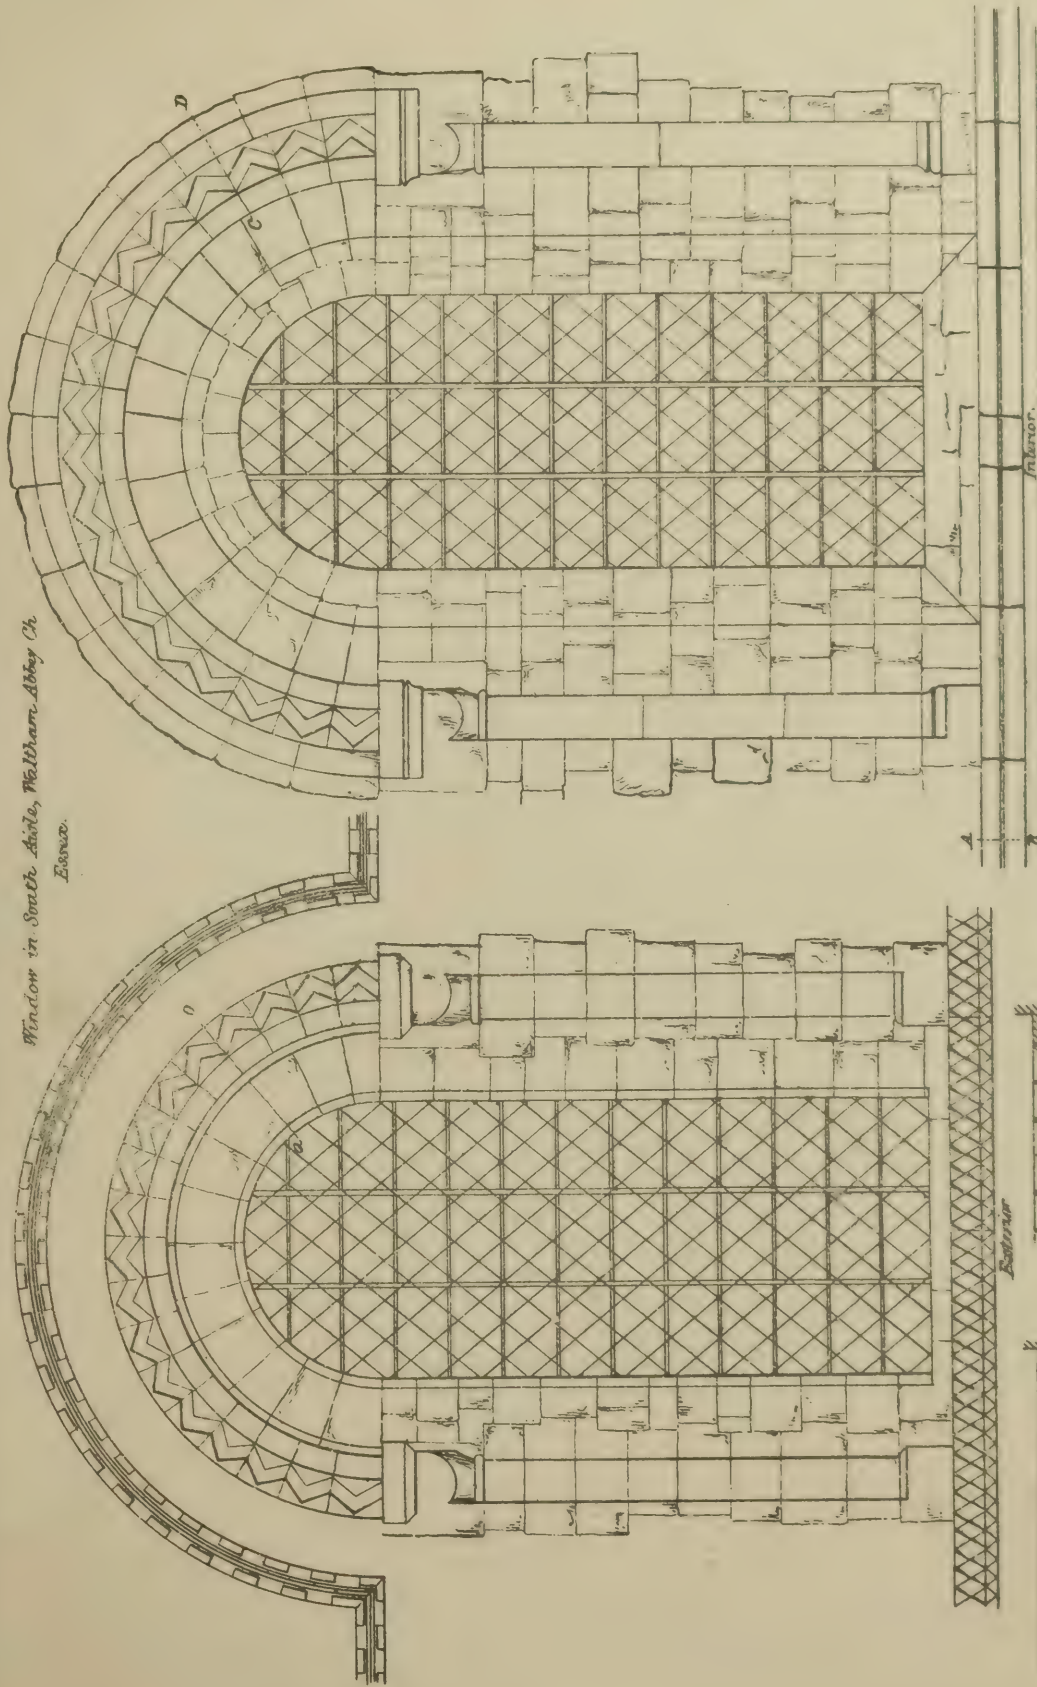 Window in South Aisle, Waltham Abbey Ch
Essex.
D
C
O
G
A
Interior.
Exterior